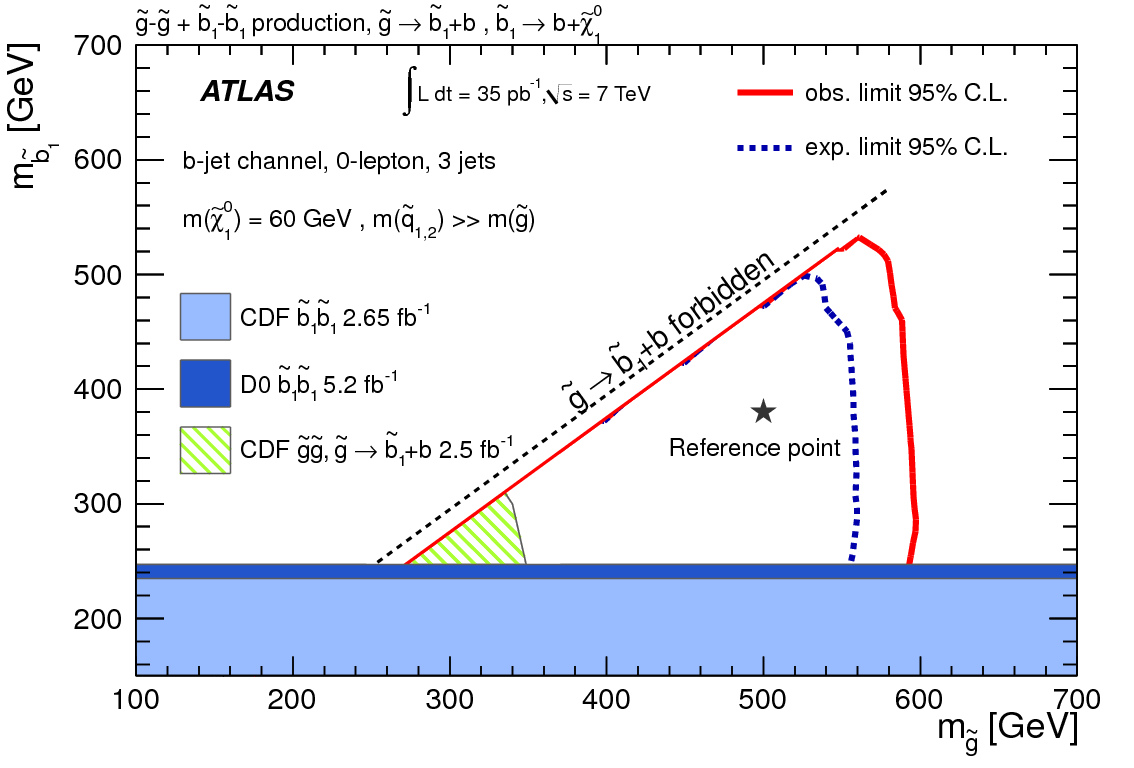 g̃-g̃ + b̃₁-b̃₁ production, g̃ → b̃₁+b , b̃₁ → b+χ̃₁⁰
m_b̃₁ [GeV]
700
600
500
400
300
200
ATLAS
∫ L dt = 35 pb⁻¹,√s = 7 TeV
obs. limit 95% C.L.
exp. limit 95% C.L.
b-jet channel, 0-lepton, 3 jets
m(χ̃₁⁰) = 60 GeV , m(q̃₁,₂) >> m(g̃)
CDF b̃₁b̃₁ 2.65 fb⁻¹
D0 b̃₁b̃₁ 5.2 fb⁻¹
CDF g̃g̃, g̃ → b̃₁+b 2.5 fb⁻¹
g̃ → b̃₁+b forbidden
Reference point
100 200 300 400 500 600 700
m_g̃ [GeV]